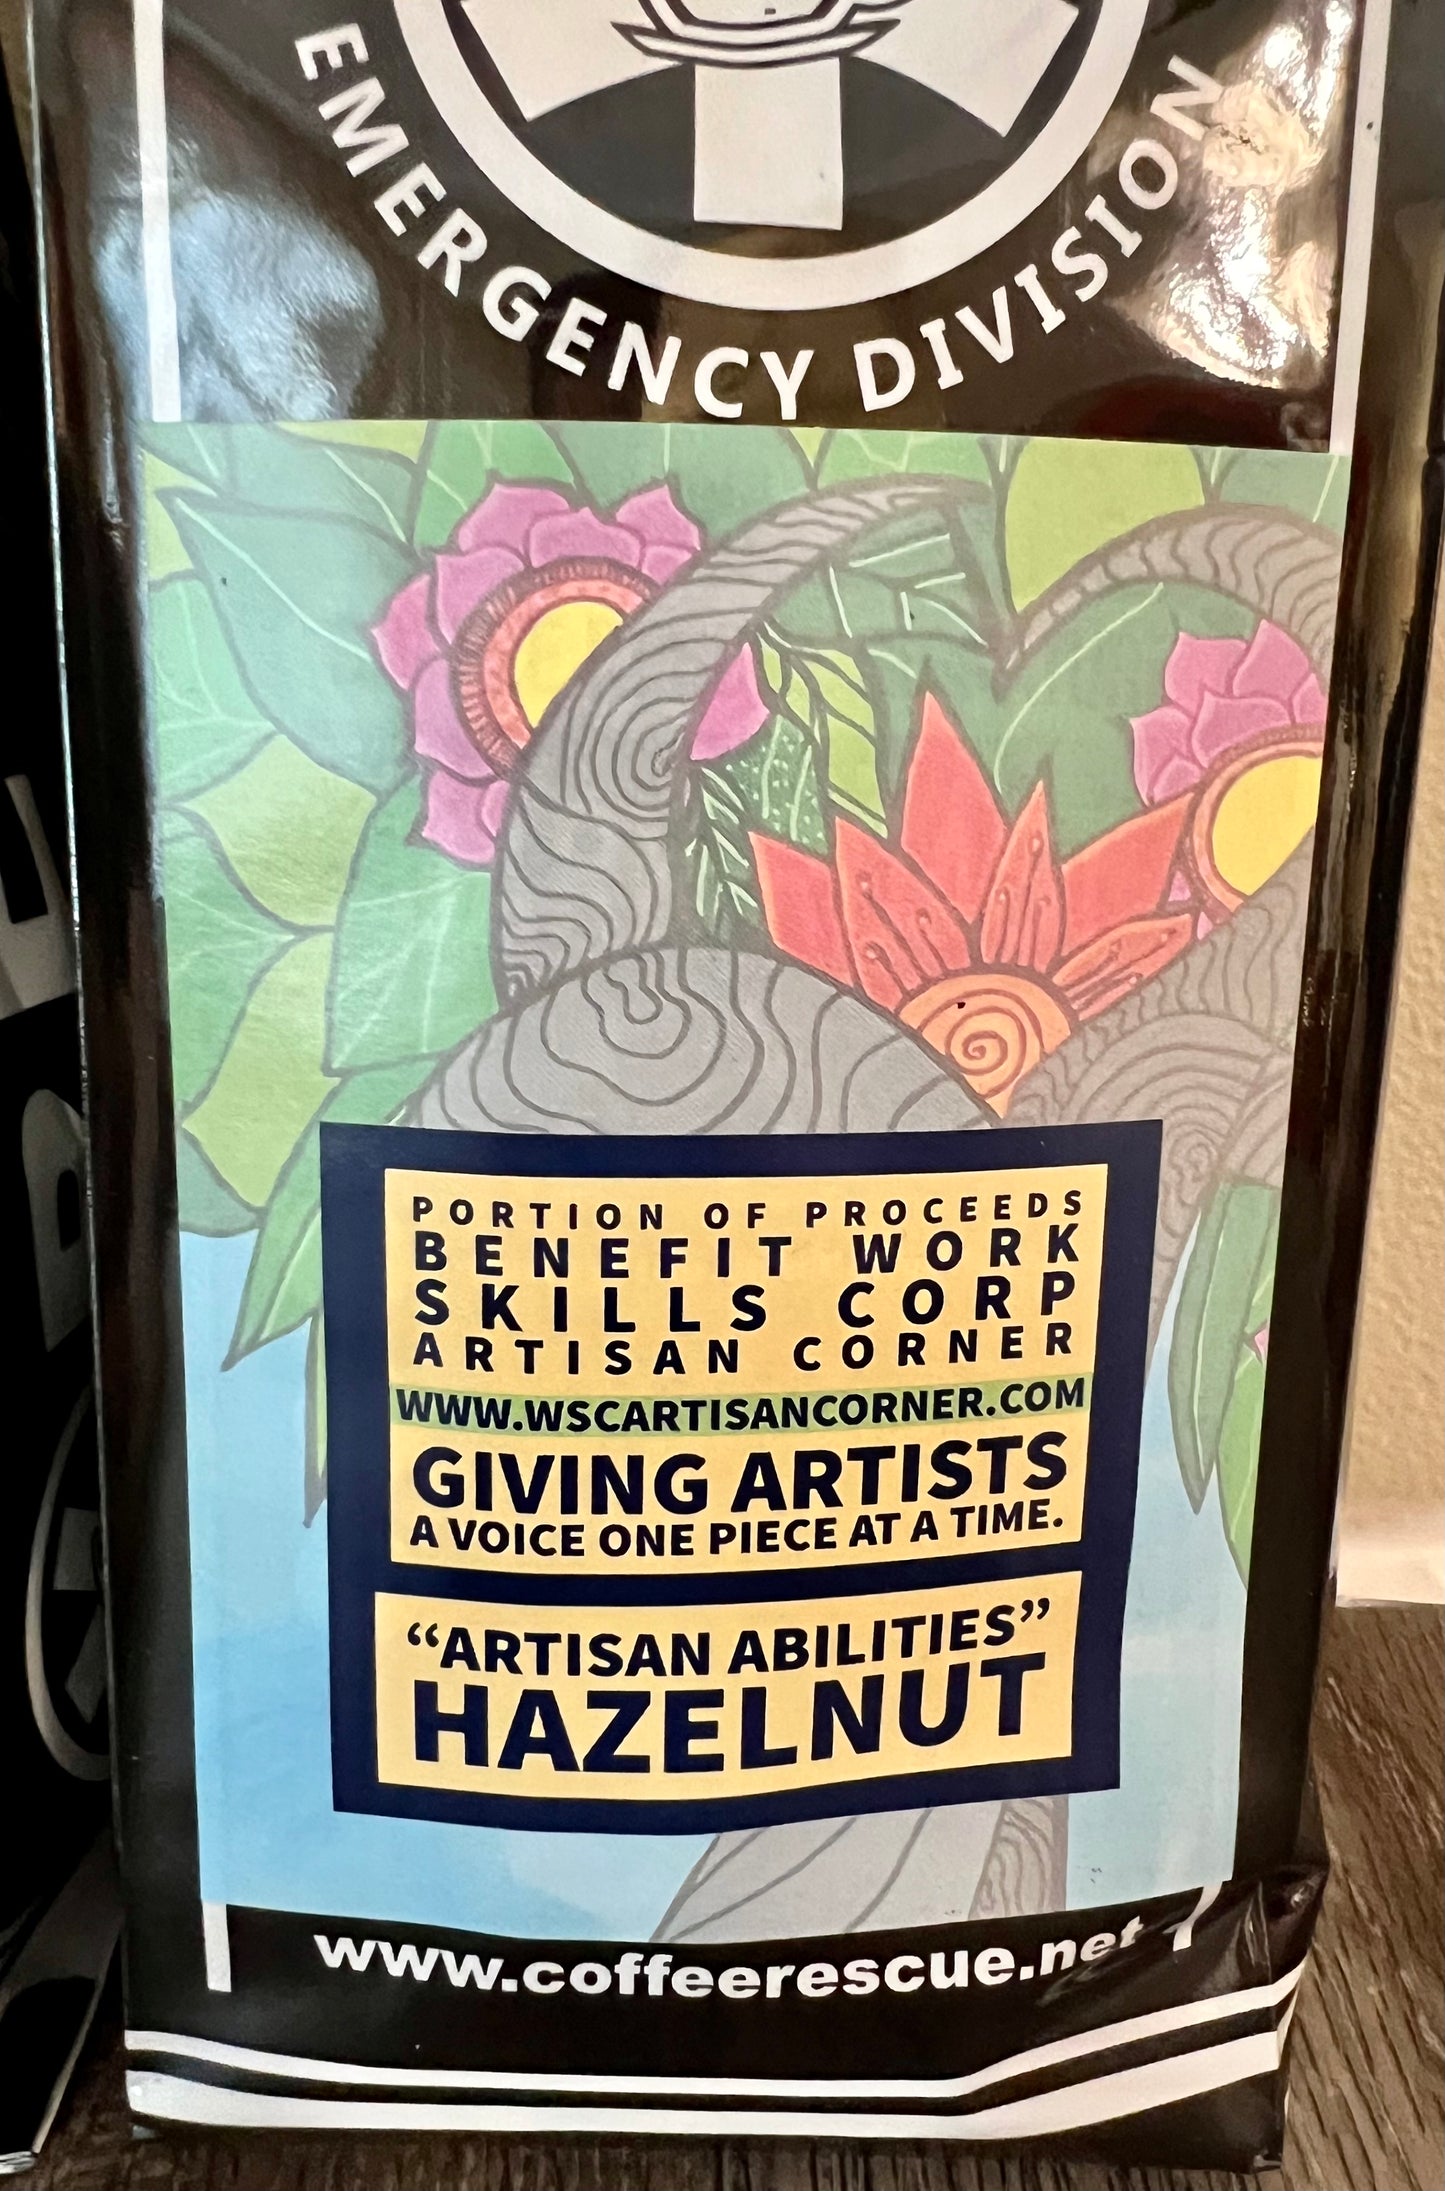 EMERGENCY DIVISION
PORTION OF PROCEEDS
BENEFIT WORK
SKILLS CORP
ARTISAN CORNER
WWW.WSCARTISANCORNER.COM
GIVING ARTISTS
A VOICE ONE PIECE AT A TIME.
“ARTISAN ABILITIES”
HAZELNUT
www.coffeerescue.net